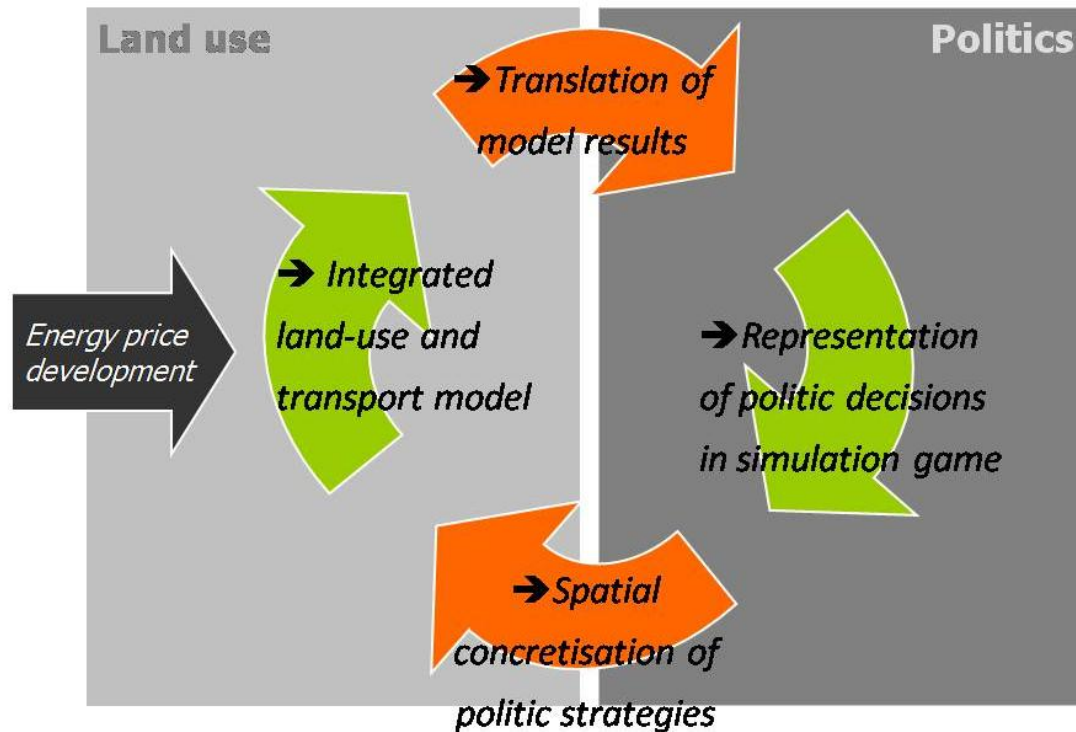 Land use
Politics
➔ Translation of
model results
➔ Integrated
land-use and
transport model
Energy price
development
➔ Representation
of politic decisions
in simulation game
➔ Spatial
concretisation of
politic strategies